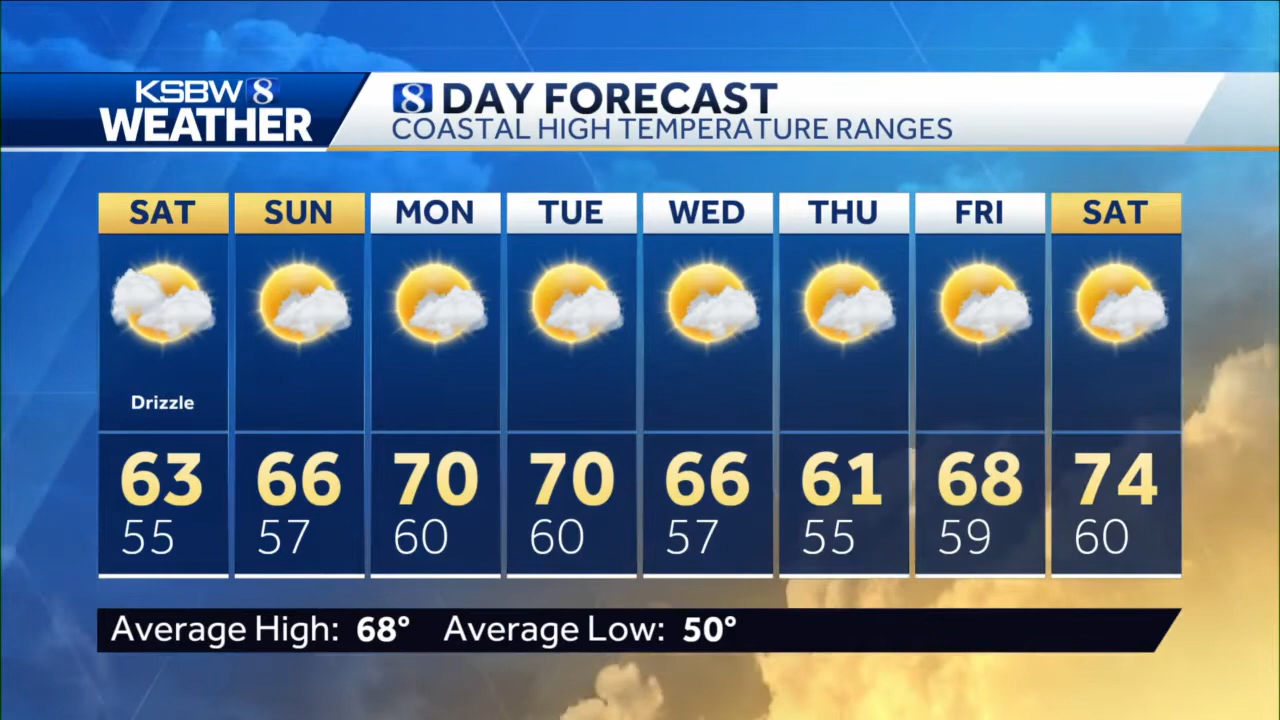 KSBW 8
WEATHER
8 DAY FORECAST
COASTAL HIGH TEMPERATURE RANGES
SAT SUN MON TUE WED THU FRI SAT
Drizzle
63 66 70 70 66 61 68 74
55 57 60 60 57 55 59 60
Average High: 68° Average Low: 50°